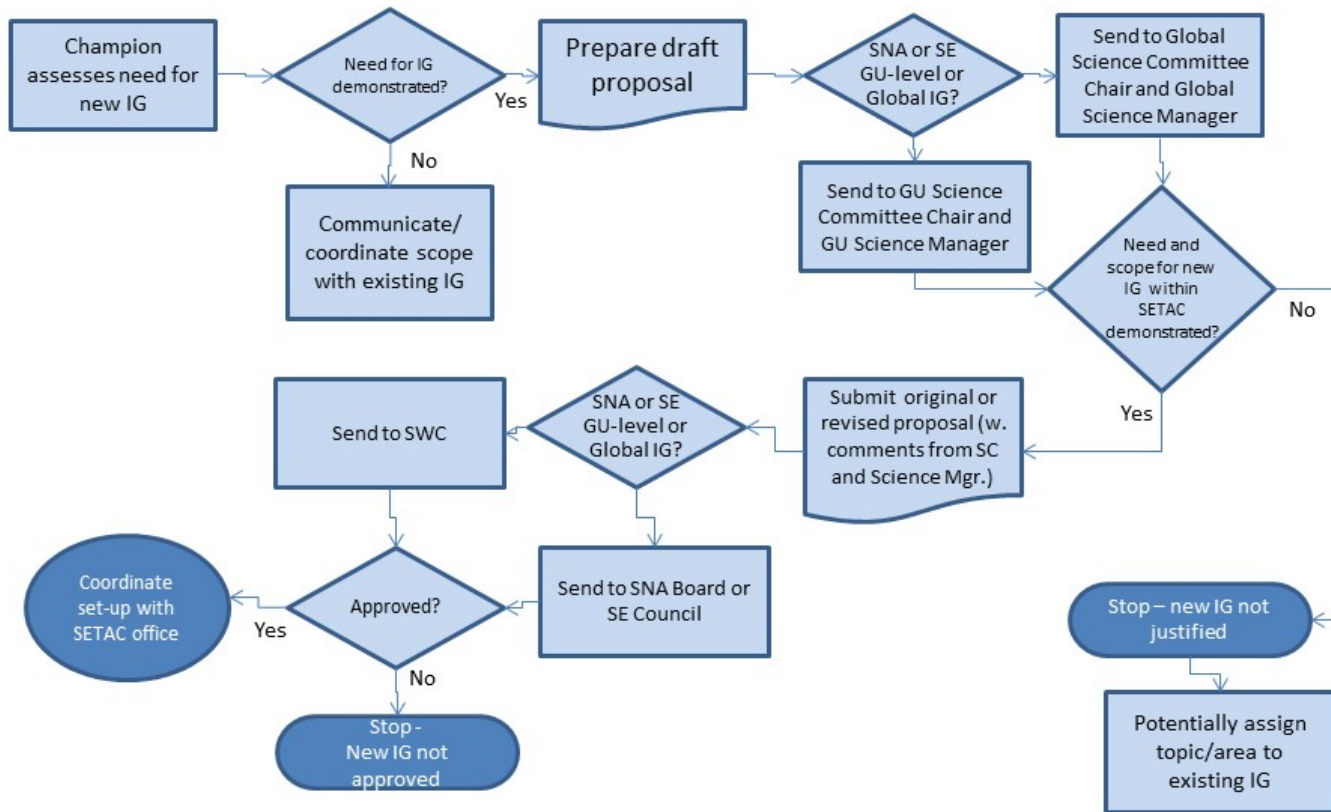 Champion
assesses need for
new IG
Need for IG
demonstrated?
Yes
No
Communicate/
coordinate scope
with existing IG
Prepare draft
proposal
SNA or SE
GU-level or
Global IG?
Send to Global
Science Committee
Chair and Global
Science Manager
Send to GU Science
Committee Chair and
GU Science Manager
Need and
scope for new
IG within
SETAC
demonstrated?
No
Yes
Submit original or
revised proposal (w.
comments from SC
and Science Mgr.)
SNA or SE
GU-level or
Global IG?
Send to SWC
Send to SNA Board or
SE Council
Approved?
Yes
No
Coordinate
set-up with
SETAC office
Stop -
New IG not
approved
Stop – new IG not
justified
Potentially assign
topic/area to
existing IG